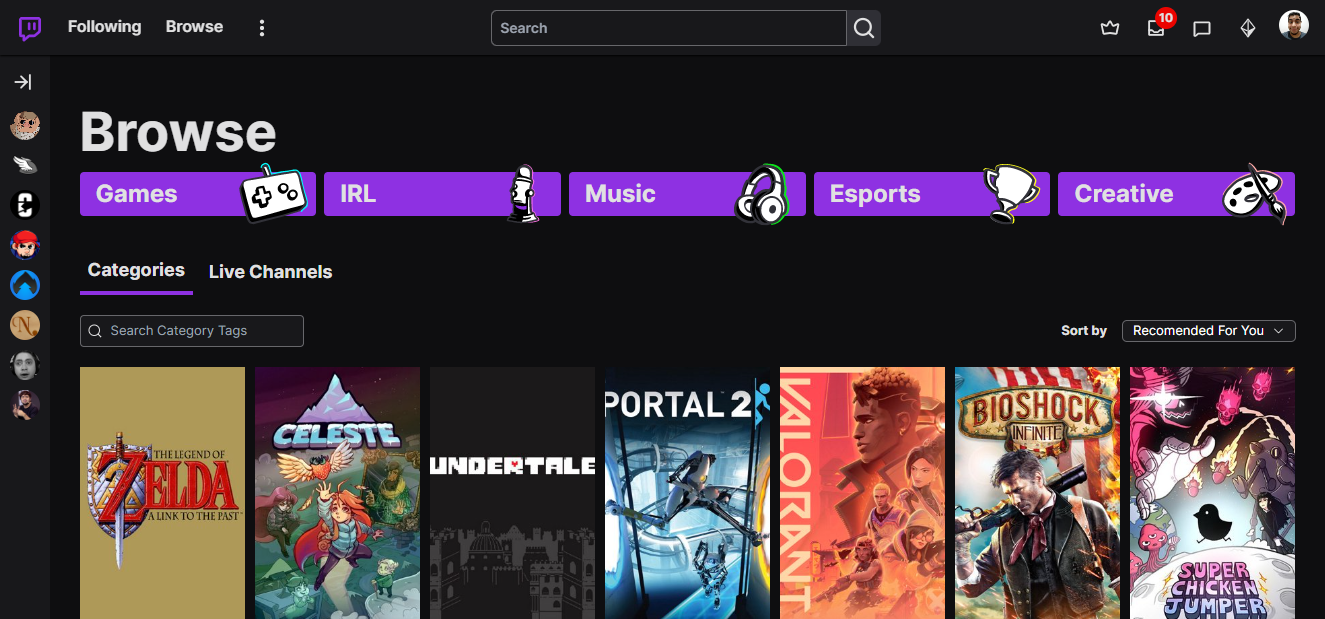 Following Browse
Search
10
Browse
Games
IRL
Music
Esports
Creative
Categories
Live Channels
Search Category Tags
Sort by
Recomended For You
THE LEGEND OF
ZELDA
A LINK TO THE PAST
CELESTE
UNDERTALE
PORTAL 2
VALORANT
BIOSHOCK
INFINITE
SUPER
CHICKEN
JUMPER